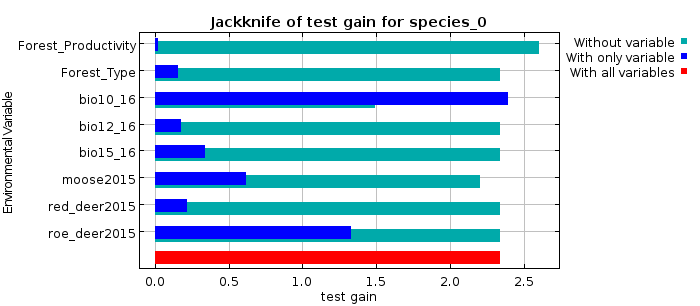 Jackknife of test gain for species_0
Environmental Variable
Forest_Productivity
Forest_Type
bio10_16
bio12_16
bio15_16
moose2015
red_deer2015
roe_deer2015
0.0 0.5 1.0 1.5 2.0 2.5
test gain
Without variable
With only variable
With all variables